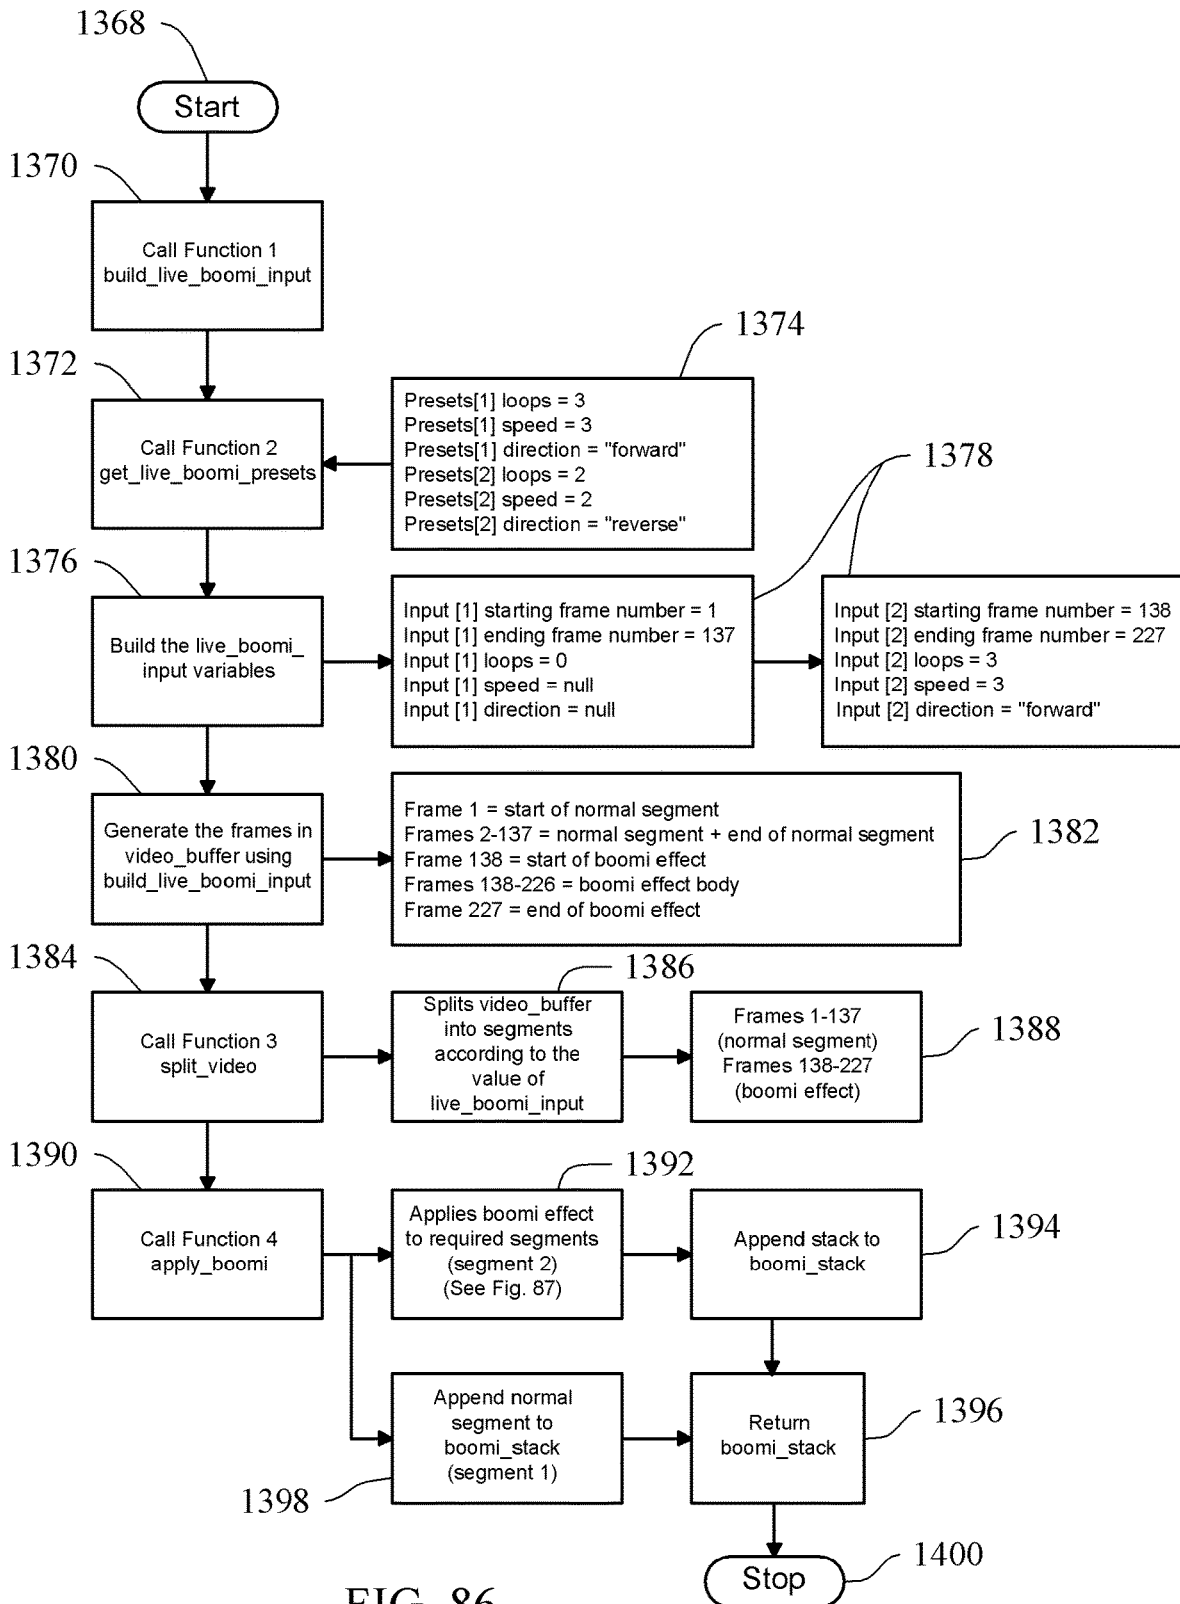 1368
Start
1370
Call Function 1
build_live_boomi_input
1372
Call Function 2
get_live_boomi_presets
1374
Presets[1] loops = 3
Presets[1] speed = 3
Presets[1] direction = "forward"
Presets[2] loops = 2
Presets[2] speed = 2
Presets[2] direction = "reverse"
1376
Build the live_boomi_
input variables
1378
Input [1] starting frame number = 1
Input [1] ending frame number = 137
Input [1] loops = 0
Input [1] speed = null
Input [1] direction = null
Input [2] starting frame number = 138
Input [2] ending frame number = 227
Input [2] loops = 3
Input [2] speed = 3
Input [2] direction = "forward"
1380
Generate the frames in
video_buffer using
build_live_boomi_input
Frame 1 = start of normal segment
Frames 2-137 = normal segment + end of normal segment
Frame 138 = start of boomi effect
Frames 138-226 = boomi effect body
Frame 227 = end of boomi effect
1382
1384
Call Function 3
split_video
1386
Splits video_buffer
into segments
according to the
value of
live_boomi_input
Frames 1-137
(normal segment)
Frames 138-227
(boomi effect)
1388
1390
Call Function 4
apply_boomi
1392
Applies boomi effect
to required segments
(segment 2)
(See Fig. 87)
Append stack to
boomi_stack
1394
Append normal
segment to
boomi_stack
(segment 1)
1398
Return
boomi_stack
1396
Stop
1400
FIG. 86